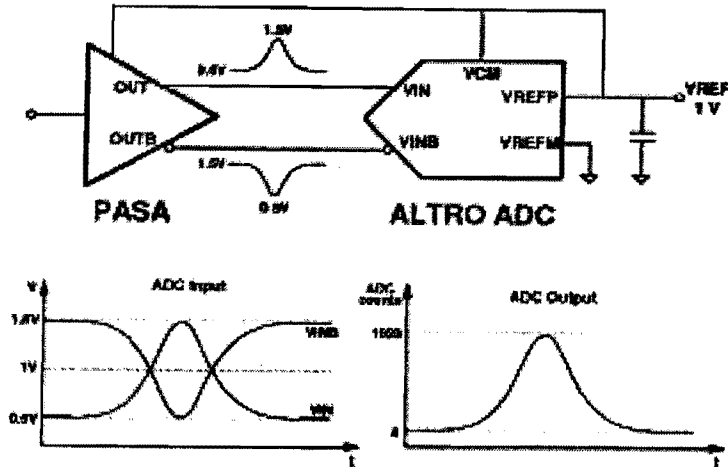 1.5V
0.5V
OUT
OUTB
1.5V
0.5V
PASA
VCM
VIN
VREFP
VINB
VREFM
VREF
1 V
ALTRO ADC
V
ADC Input
1.5V
1V
0.5V
VINB
VIN
t
ADC
counts
ADC Output
t